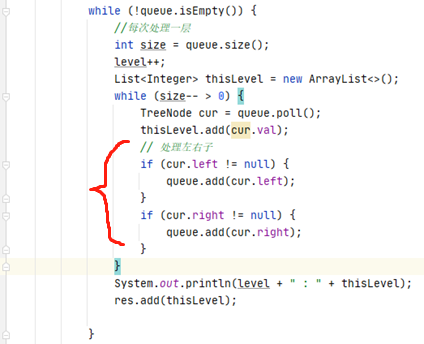 while (!queue.isEmpty()) {
//每次处理一层
int size = queue.size();
level++;
List<Integer> thisLevel = new ArrayList<>();
while (size-- > 0) {
TreeNode cur = queue.poll();
thisLevel.add(cur.val);
// 处理左右子
if (cur.left != null) {
queue.add(cur.left);
}
if (cur.right != null) {
queue.add(cur.right);
}
}
System.out.println(level + " : " + thisLevel);
res.add(thisLevel);
}